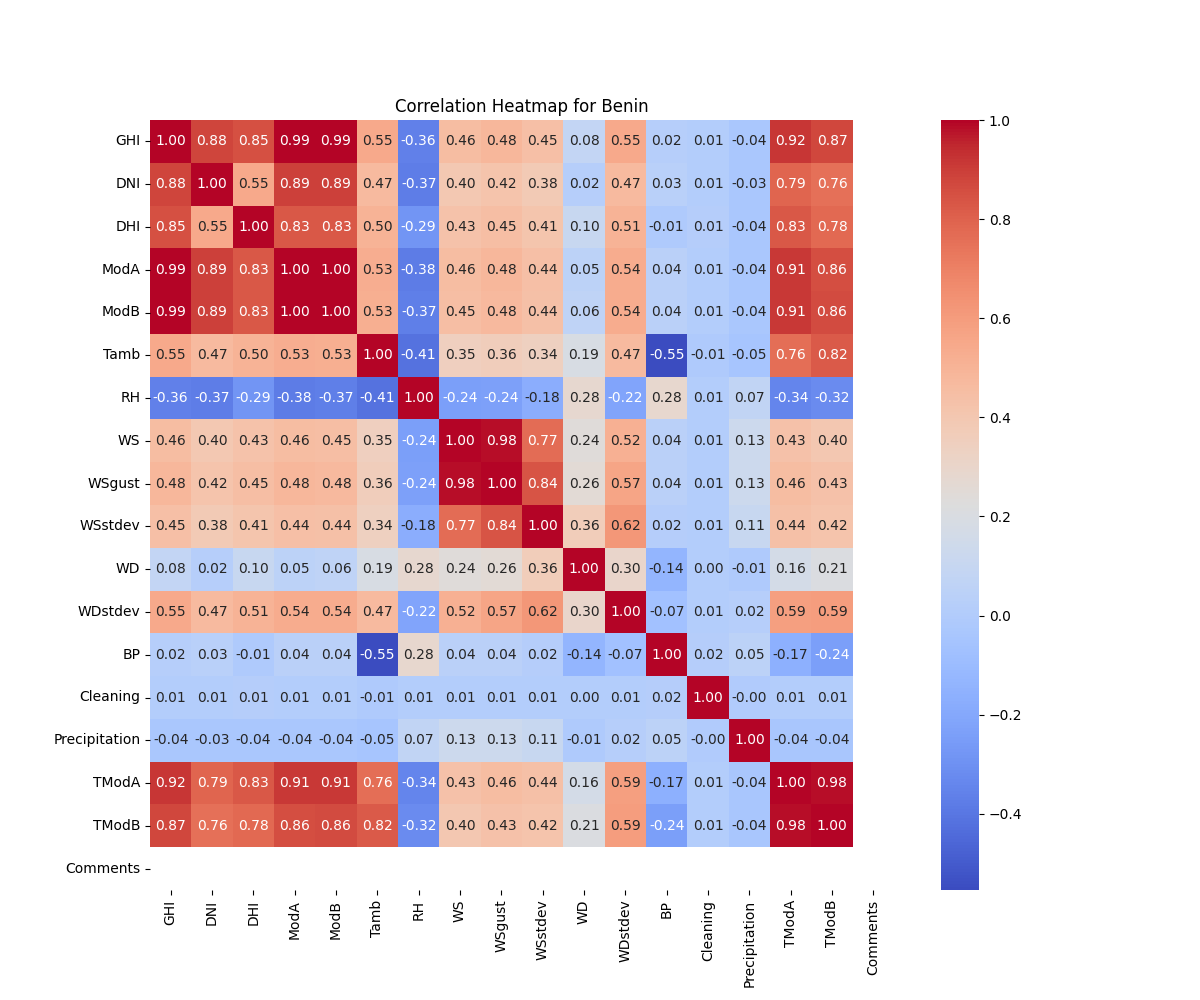 Correlation Heatmap for Benin
GHI 1.00 0.88 0.85 0.99 0.99 0.55 -0.36 0.46 0.48 0.45 0.08 0.55 0.02 0.01 -0.04 0.92 0.87
DNI 0.88 1.00 0.55 0.89 0.89 0.47 -0.37 0.40 0.42 0.38 0.02 0.47 0.03 0.01 -0.03 0.79 0.76
DHI 0.85 0.55 1.00 0.83 0.83 0.50 -0.29 0.43 0.45 0.41 0.10 0.51 -0.01 0.01 -0.04 0.83 0.78
ModA 0.99 0.89 0.83 1.00 1.00 0.53 -0.38 0.46 0.48 0.44 0.05 0.54 0.04 0.01 -0.04 0.91 0.86
ModB 0.99 0.89 0.83 1.00 1.00 0.53 -0.37 0.45 0.48 0.44 0.06 0.54 0.04 0.01 -0.04 0.91 0.86
Tamb 0.55 0.47 0.50 0.53 0.53 1.00 -0.41 0.35 0.36 0.34 0.19 0.47 -0.55 -0.01 -0.05 0.76 0.82
RH -0.36 -0.37 -0.29 -0.38 -0.37 -0.41 1.00 -0.24 -0.24 -0.18 0.28 -0.22 0.28 0.01 0.07 -0.34 -0.32
WS 0.46 0.40 0.43 0.46 0.45 0.35 -0.24 1.00 0.98 0.77 0.24 0.52 0.04 0.01 0.13 0.43 0.40
WSgust 0.48 0.42 0.45 0.48 0.48 0.36 -0.24 0.98 1.00 0.84 0.26 0.57 0.04 0.01 0.13 0.46 0.43
WSstdev 0.45 0.38 0.41 0.44 0.44 0.34 -0.18 0.77 0.84 1.00 0.36 0.62 0.02 0.01 0.11 0.44 0.42
WD 0.08 0.02 0.10 0.05 0.06 0.19 0.28 0.24 0.26 0.36 1.00 0.30 -0.14 0.00 -0.01 0.16 0.21
WDstdev 0.55 0.47 0.51 0.54 0.54 0.47 -0.22 0.52 0.57 0.62 0.30 1.00 -0.07 0.01 0.02 0.59 0.59
BP 0.02 0.03 -0.01 0.04 0.04 -0.55 0.28 0.04 0.04 0.02 -0.14 -0.07 1.00 0.02 0.05 -0.17 -0.24
Cleaning 0.01 0.01 0.01 0.01 0.01 -0.01 0.01 0.01 0.01 0.01 0.00 0.01 0.02 1.00 -0.00 0.01 0.01
Precipitation -0.04 -0.03 -0.04 -0.04 -0.04 -0.05 0.07 0.13 0.13 0.11 -0.01 0.02 0.05 -0.00 1.00 -0.04 -0.04
TModA 0.92 0.79 0.83 0.91 0.91 0.76 -0.34 0.43 0.46 0.44 0.16 0.59 -0.17 0.01 -0.04 1.00 0.98
TModB 0.87 0.76 0.78 0.86 0.86 0.82 -0.32 0.40 0.43 0.42 0.21 0.59 -0.24 0.01 -0.04 0.98 1.00
Comments
GHI DNI DHI ModA ModB Tamb RH WS WSgust WSstdev WD WDstdev BP Cleaning Precipitation TModA TModB Comments
1.0
0.8
0.6
0.4
0.2
0.0
−0.2
−0.4